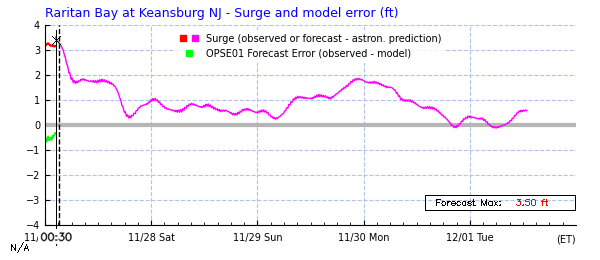 Raritan Bay at Keansburg NJ - Surge and model error (ft)
Surge (observed or forecast - astron. prediction)
OPSE01 Forecast Error (observed - model)
4
3
2
1
0
−1
−2
−3
−4
Forecast Max: 3.50 ft
00:30 11/28 Sat 11/29 Sun 11/30 Mon 12/01 Tue (ET)
N/A